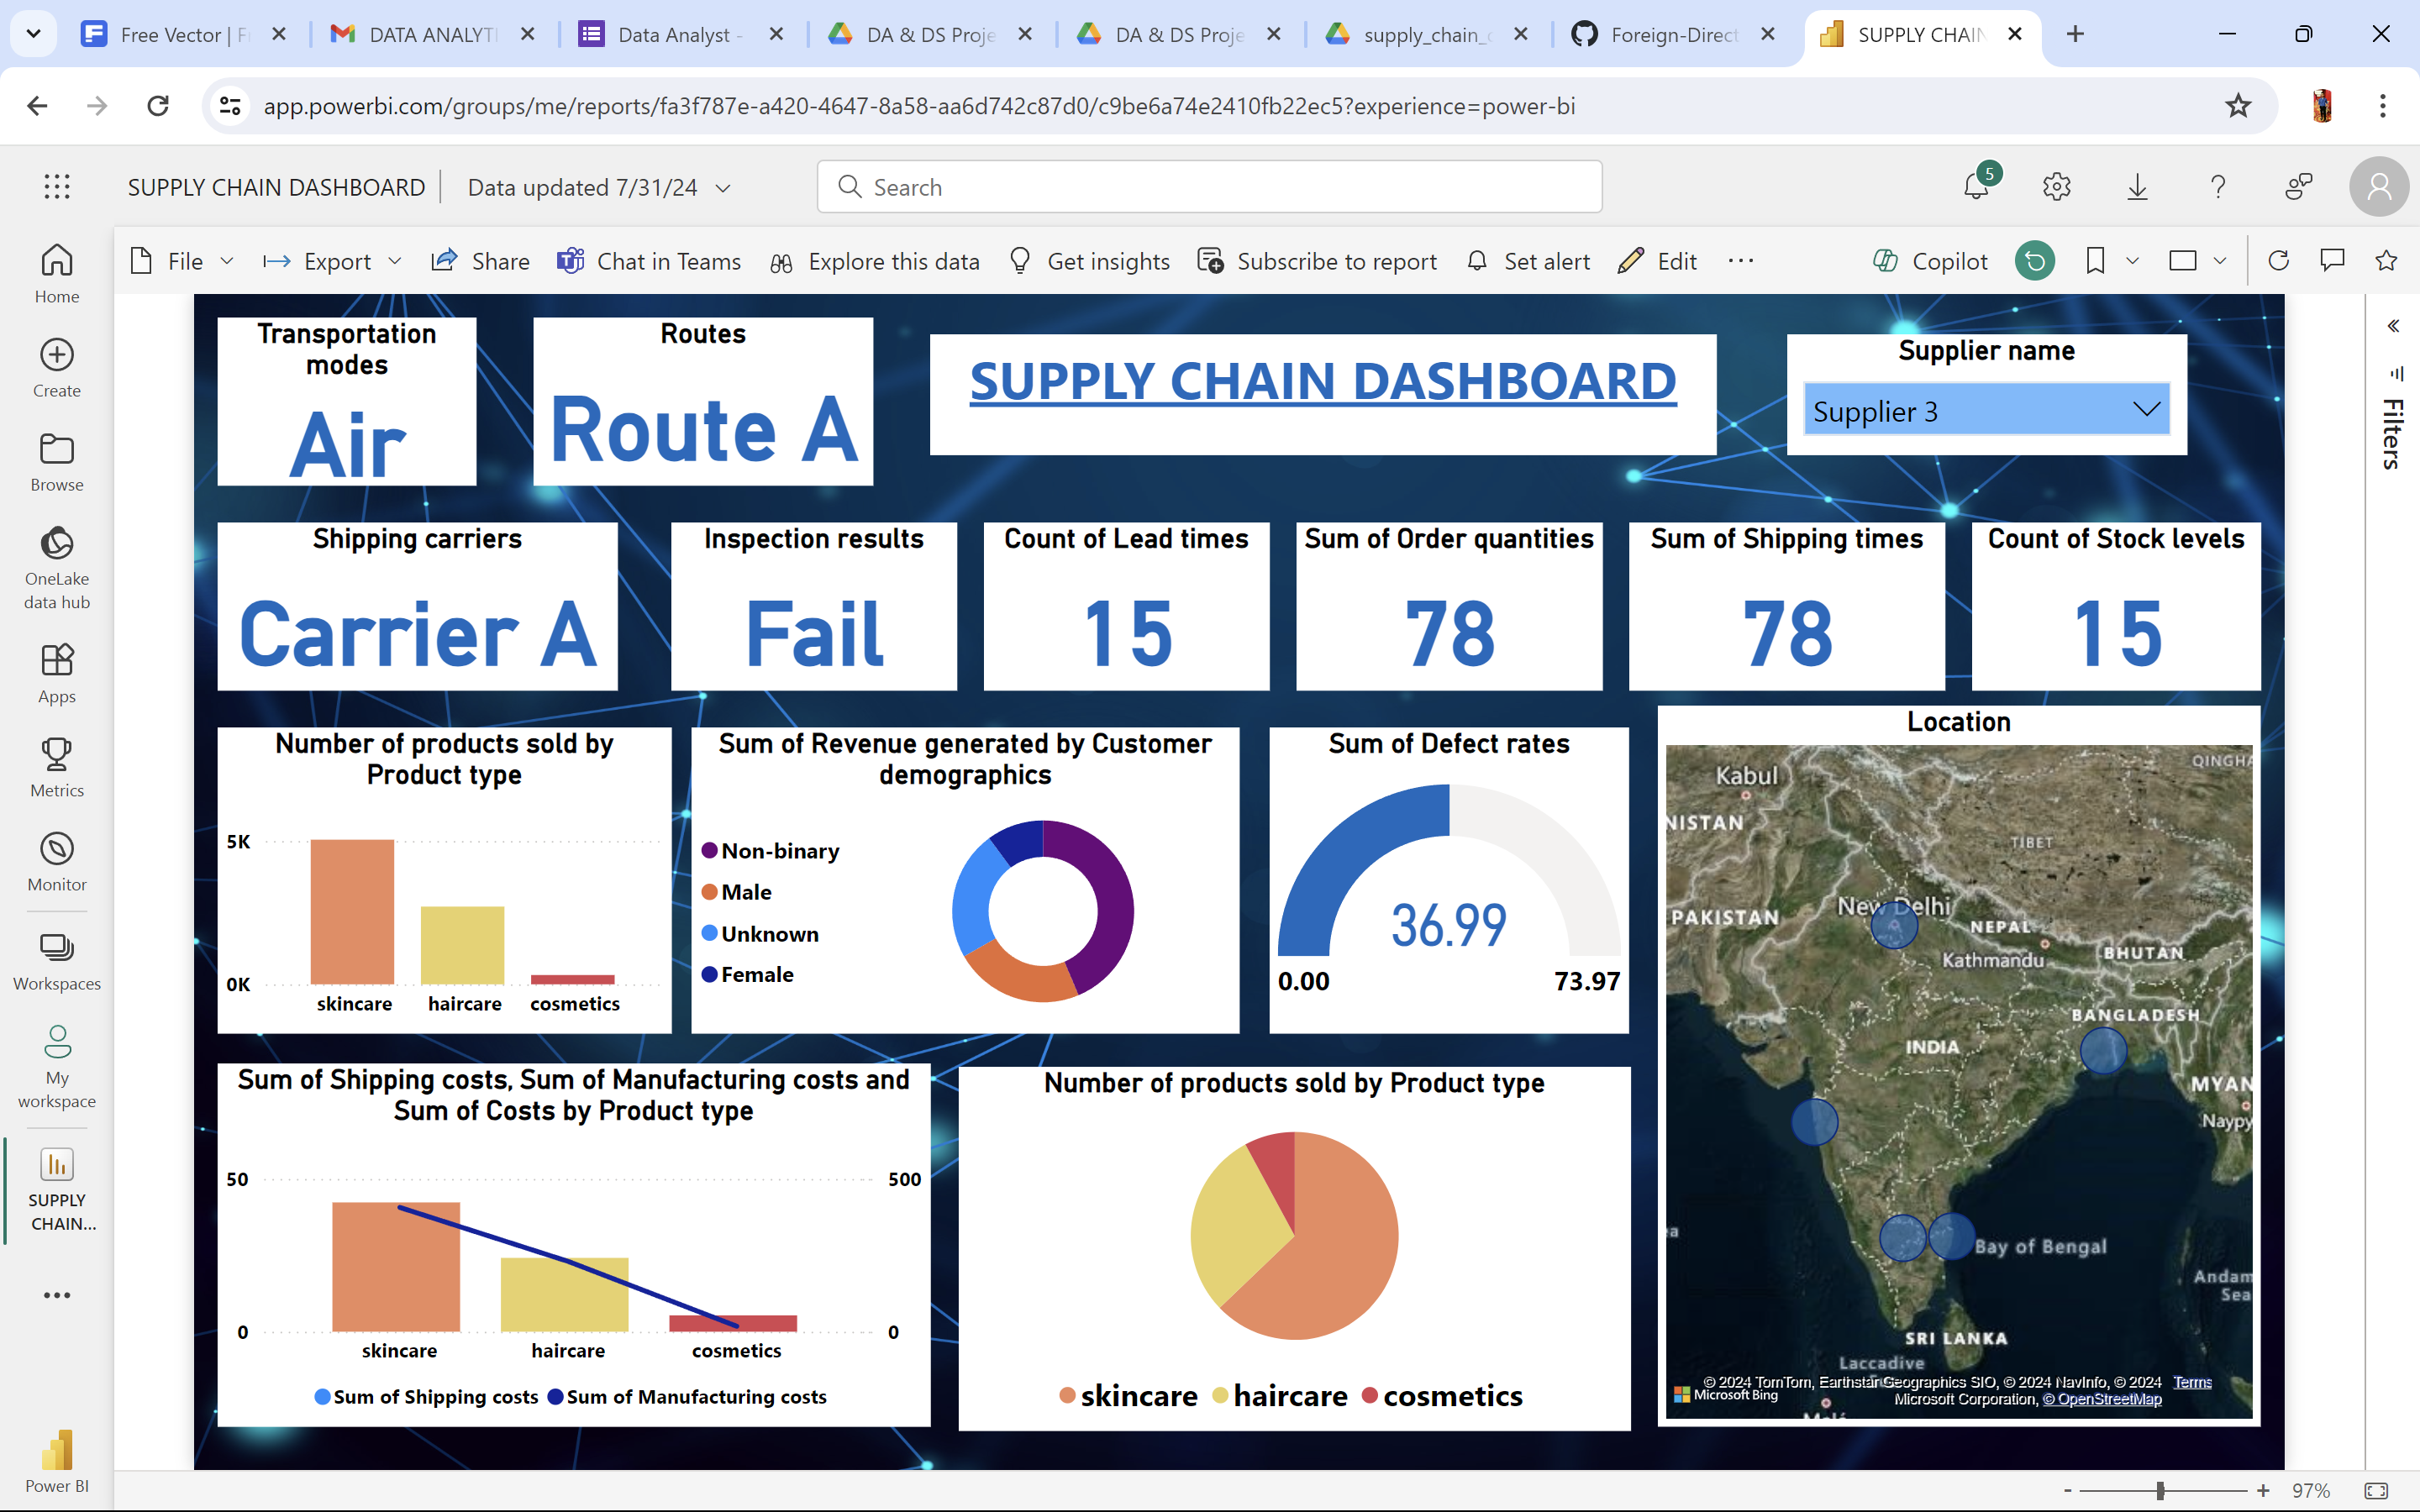 Free Vector | F
DATA ANALYTI
Data Analyst -
DA & DS Proje
DA & DS Proje
supply_chain_
Foreign-Direct
SUPPLY CHAIN
app.powerbi.com/groups/me/reports/fa3f787e-a420-4647-8a58-aa6d742c87d0/c9be6a74e2410fb22ec5?experience=power-bi
SUPPLY CHAIN DASHBOARD
Data updated 7/31/24
Search
5
File
Export
Share
Chat in Teams
Explore this data
Get insights
Subscribe to report
Set alert
Edit
Copilot
Home
Create
Browse
OneLake
data hub
Apps
Metrics
Monitor
Workspaces
My
workspace
SUPPLY
CHAIN...
Power BI
Transportation
modes
Air
Routes
Route A
SUPPLY CHAIN DASHBOARD
Supplier name
Supplier 3
Filters
Shipping carriers
Carrier A
Inspection results
Fail
Count of Lead times
15
Sum of Order quantities
78
Sum of Shipping times
78
Count of Stock levels
15
Number of products sold by
Product type
5K
0K
skincare
haircare
cosmetics
Sum of Revenue generated by Customer
demographics
Non-binary
Male
Unknown
Female
Sum of Defect rates
36.99
0.00
73.97
Location
Kabul
QINGHA
NISTAN
TIBET
New Delhi
PAKISTAN
NEPAL
Kathmandu
BHUTAN
BANGLADESH
INDIA
MYAN
Naypy
Bay of Bengal
Andam
Sea
SRI LANKA
Laccadive
Microsoft Bing
© 2024 TomTom, Earthstar Geographics SIO, © 2024 NavInfo, © 2024
Microsoft Corporation, © OpenStreetMap
Terms
Sum of Shipping costs, Sum of Manufacturing costs and
Sum of Costs by Product type
50
0
500
0
skincare
haircare
cosmetics
Sum of Shipping costs
Sum of Manufacturing costs
Number of products sold by Product type
skincare
haircare
cosmetics
97%